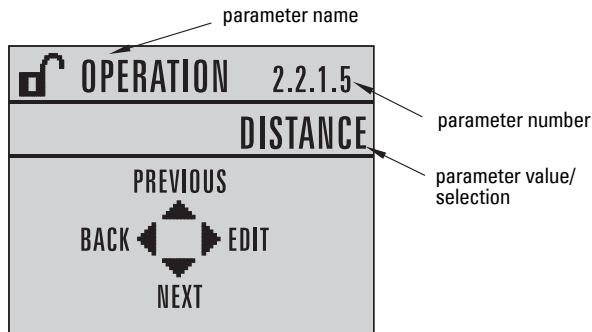 parameter name
OPERATION 2.2.1.5
parameter number
DISTANCE
parameter value/
selection
PREVIOUS
BACK EDIT
NEXT